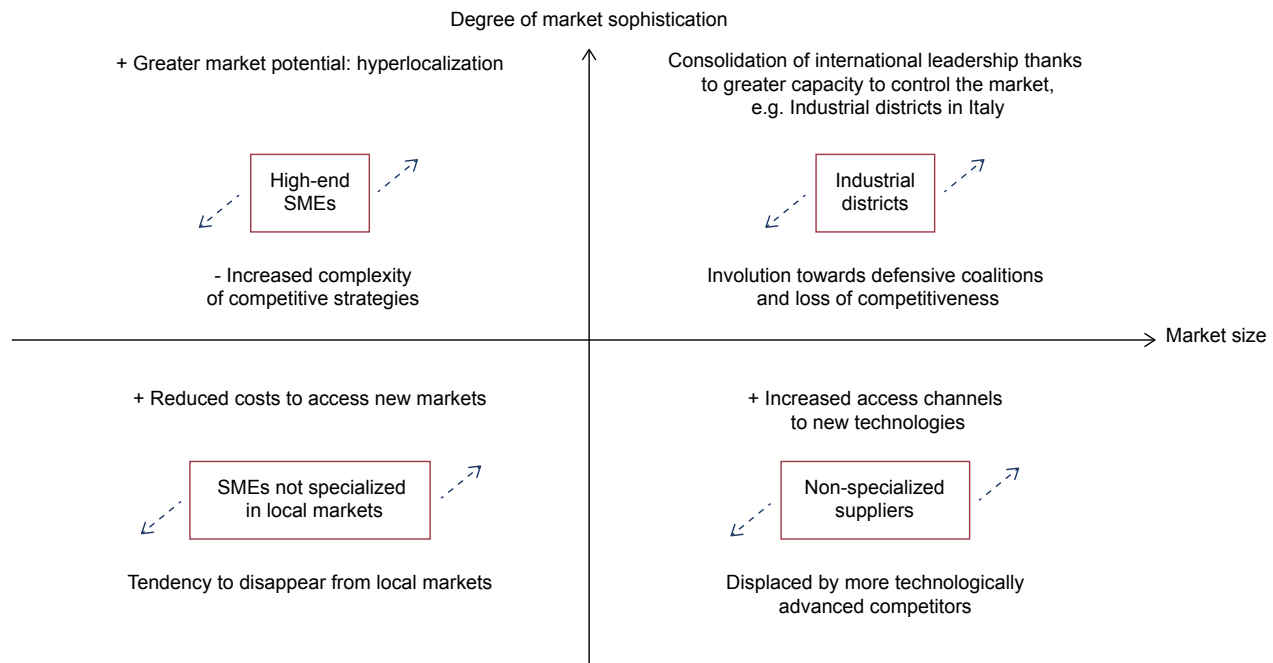 Degree of market sophistication
+ Greater market potential: hyperlocalization
High-end
SMEs
- Increased complexity
of competitive strategies
Consolidation of international leadership thanks
to greater capacity to control the market,
e.g. Industrial districts in Italy
Industrial
districts
Involution towards defensive coalitions
and loss of competitiveness
Market size
+ Reduced costs to access new markets
SMEs not specialized
in local markets
Tendency to disappear from local markets
+ Increased access channels
to new technologies
Non-specialized
suppliers
Displaced by more technologically
advanced competitors